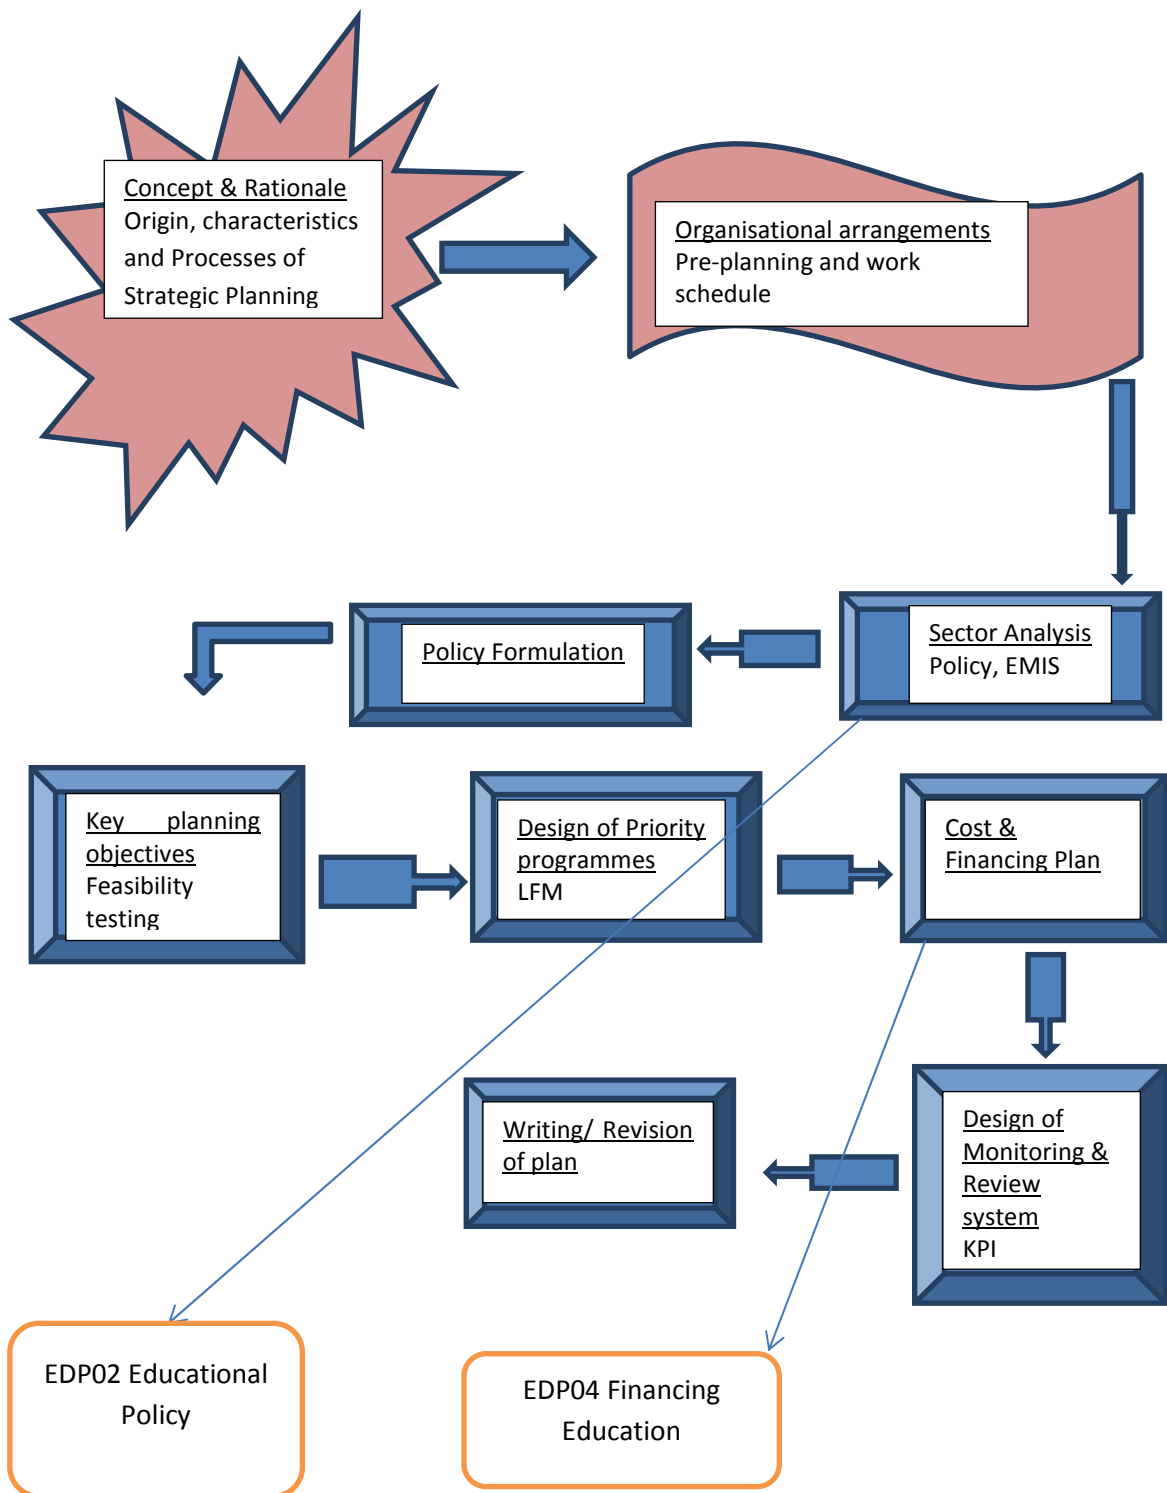 Concept & Rationale
Origin, characteristics
and Processes of
Strategic Planning
Organisational arrangements
Pre-planning and work
schedule
Policy Formulation
Sector Analysis
Policy, EMIS
Key planning
objectives
Feasibility
testing
Design of Priority
programmes
LFM
Cost &
Financing Plan
Writing/ Revision
of plan
Design of
Monitoring &
Review
system
KPI
EDP02 Educational
Policy
EDP04 Financing
Education